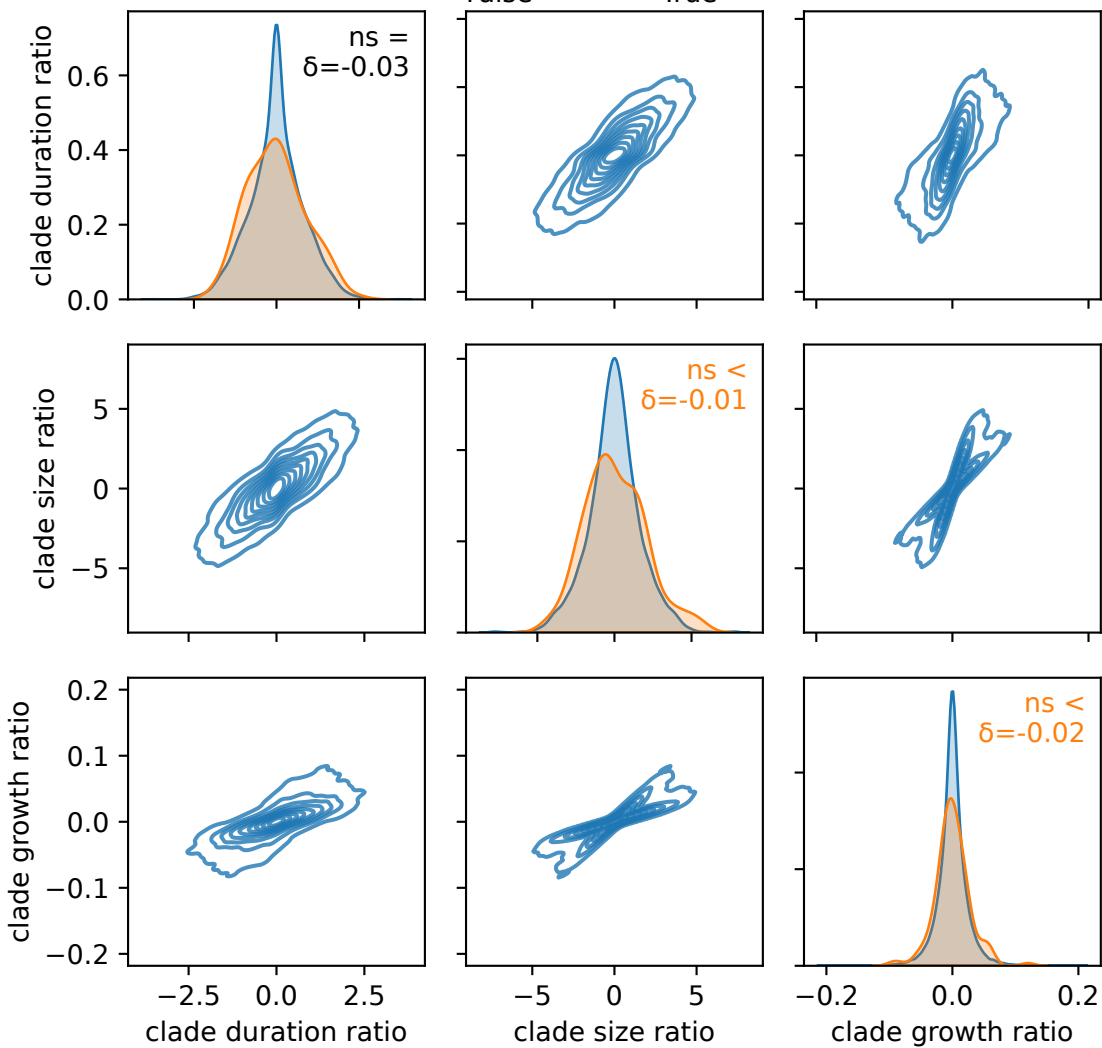 clade duration ratio
0.6
0.4
0.2
0.0
ns =
δ=-0.03
clade size ratio
5
0
−5
ns <
δ=-0.01
clade growth ratio
0.2
0.1
0.0
−0.1
−0.2
ns <
δ=-0.02
−2.5
0.0
2.5
−5
0
5
−0.2
0.0
0.2
clade duration ratio
clade size ratio
clade growth ratio